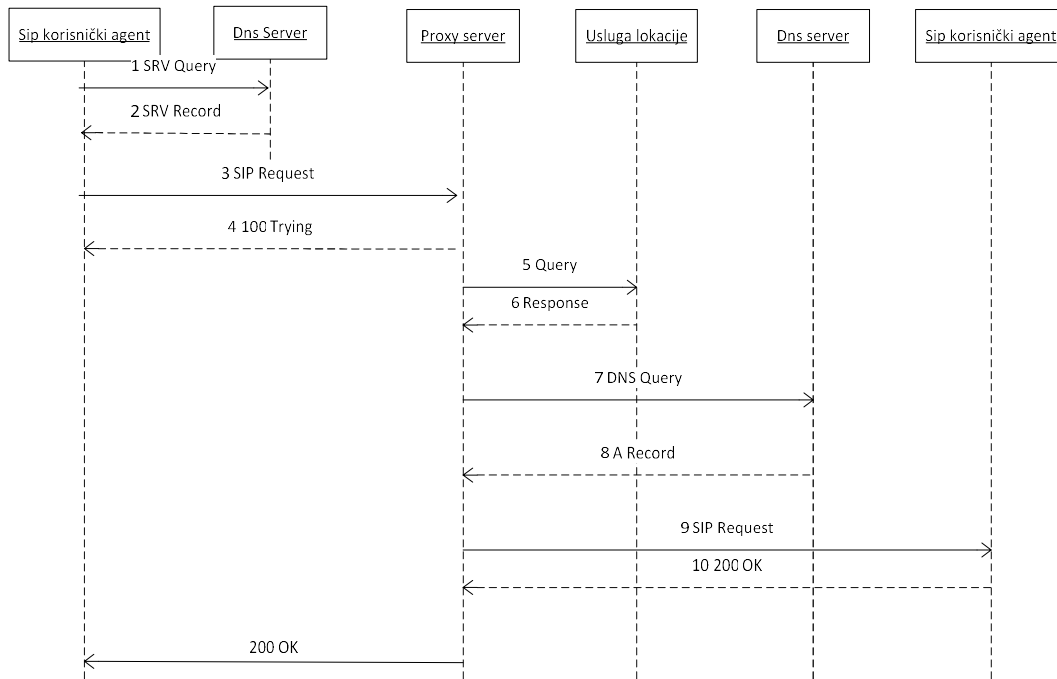 Sip korisnički agent
Dns Server
Proxy server
Usluga lokacije
Dns server
Sip korisnički agent
1 SRV Query
2 SRV Record
3 SIP Request
4 100 Trying
5 Query
6 Response
7 DNS Query
8 A Record
9 SIP Request
10 200 OK
200 OK